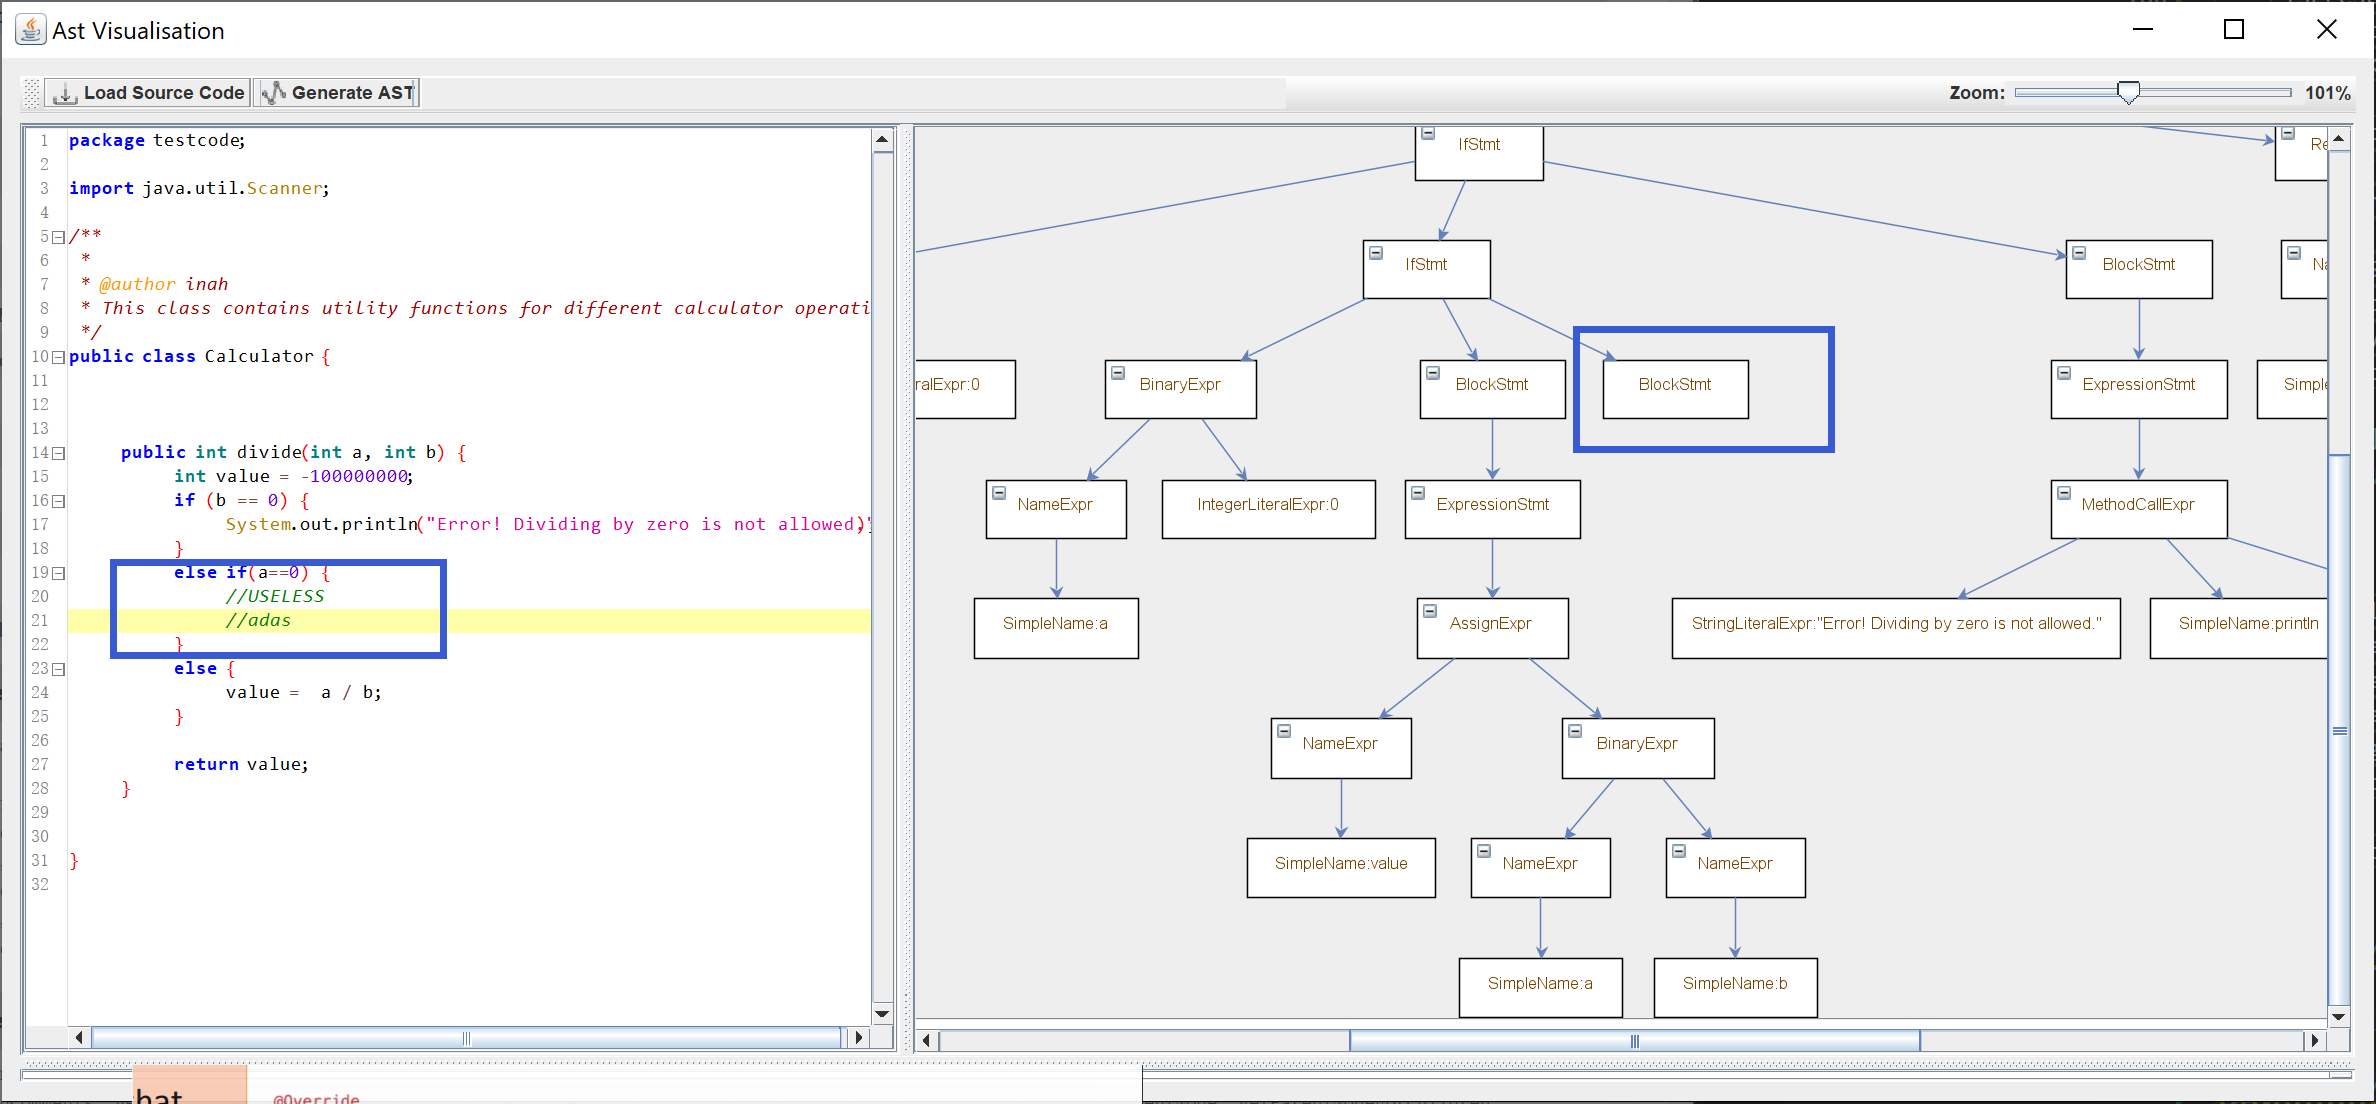 Ast Visualisation
Load Source Code Generate AST Zoom: 101%
1 package testcode;
2
3 import java.util.Scanner;
4
5 /**
6 *
7 * @author inah
8 * This class contains utility functions for different calculator operati
9 */
10 public class Calculator {
11
12
13
14 public int divide(int a, int b) {
15 int value = -100000000;
16 if (b == 0) {
17 System.out.println("Error! Dividing by zero is not allowed.")
18 }
19 else if(a==0) {
20 //USELESS
21 //adas
22 }
23 else {
24 value = a / b;
25 }
26
27 return value;
28 }
29
30
31 }
32
IfStmt Re
IfStmt BlockStmt Na
ralExpr:0 BinaryExpr BlockStmt BlockStmt ExpressionStmt Simple
NameExpr IntegerLiteralExpr:0 ExpressionStmt MethodCallExpr
SimpleName:a AssignExpr StringLiteralExpr:"Error! Dividing by zero is not allowed." SimpleName:println
NameExpr BinaryExpr
SimpleName:value NameExpr NameExpr
SimpleName:a SimpleName:b
hat @Override